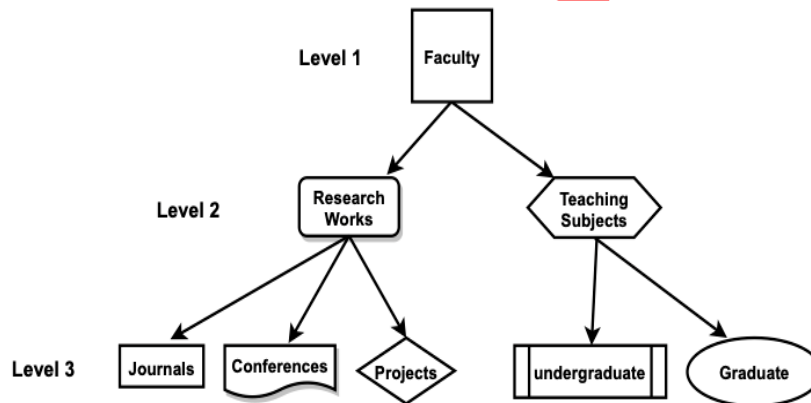 Level 1
Faculty
Level 2
Research
Works
Teaching
Subjects
Level 3
Journals
Conferences
Projects
undergraduate
Graduate